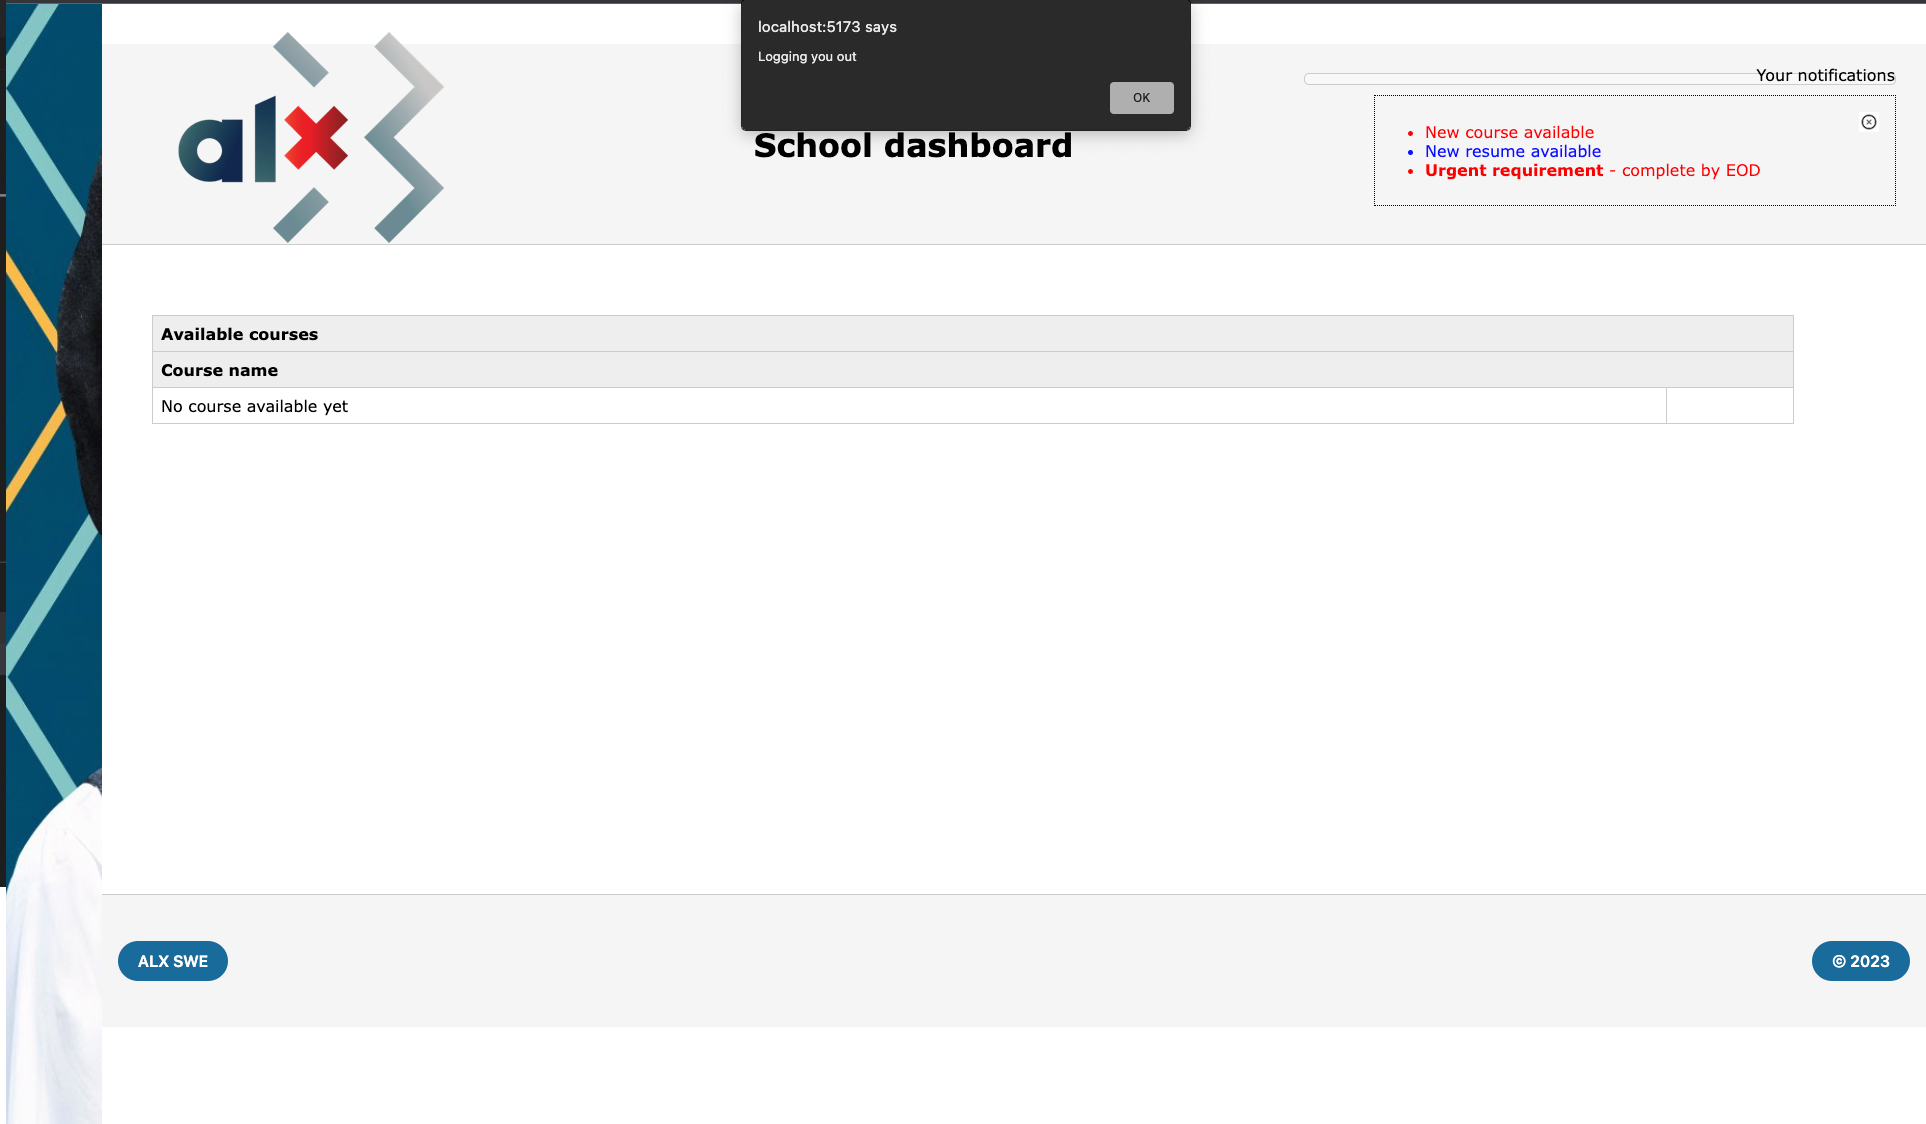 localhost:5173 says
Logging you out
OK
alx
School dashboard
Your notifications
New course available
New resume available
Urgent requirement - complete by EOD
Available courses
Course name
No course available yet
ALX SWE
© 2023